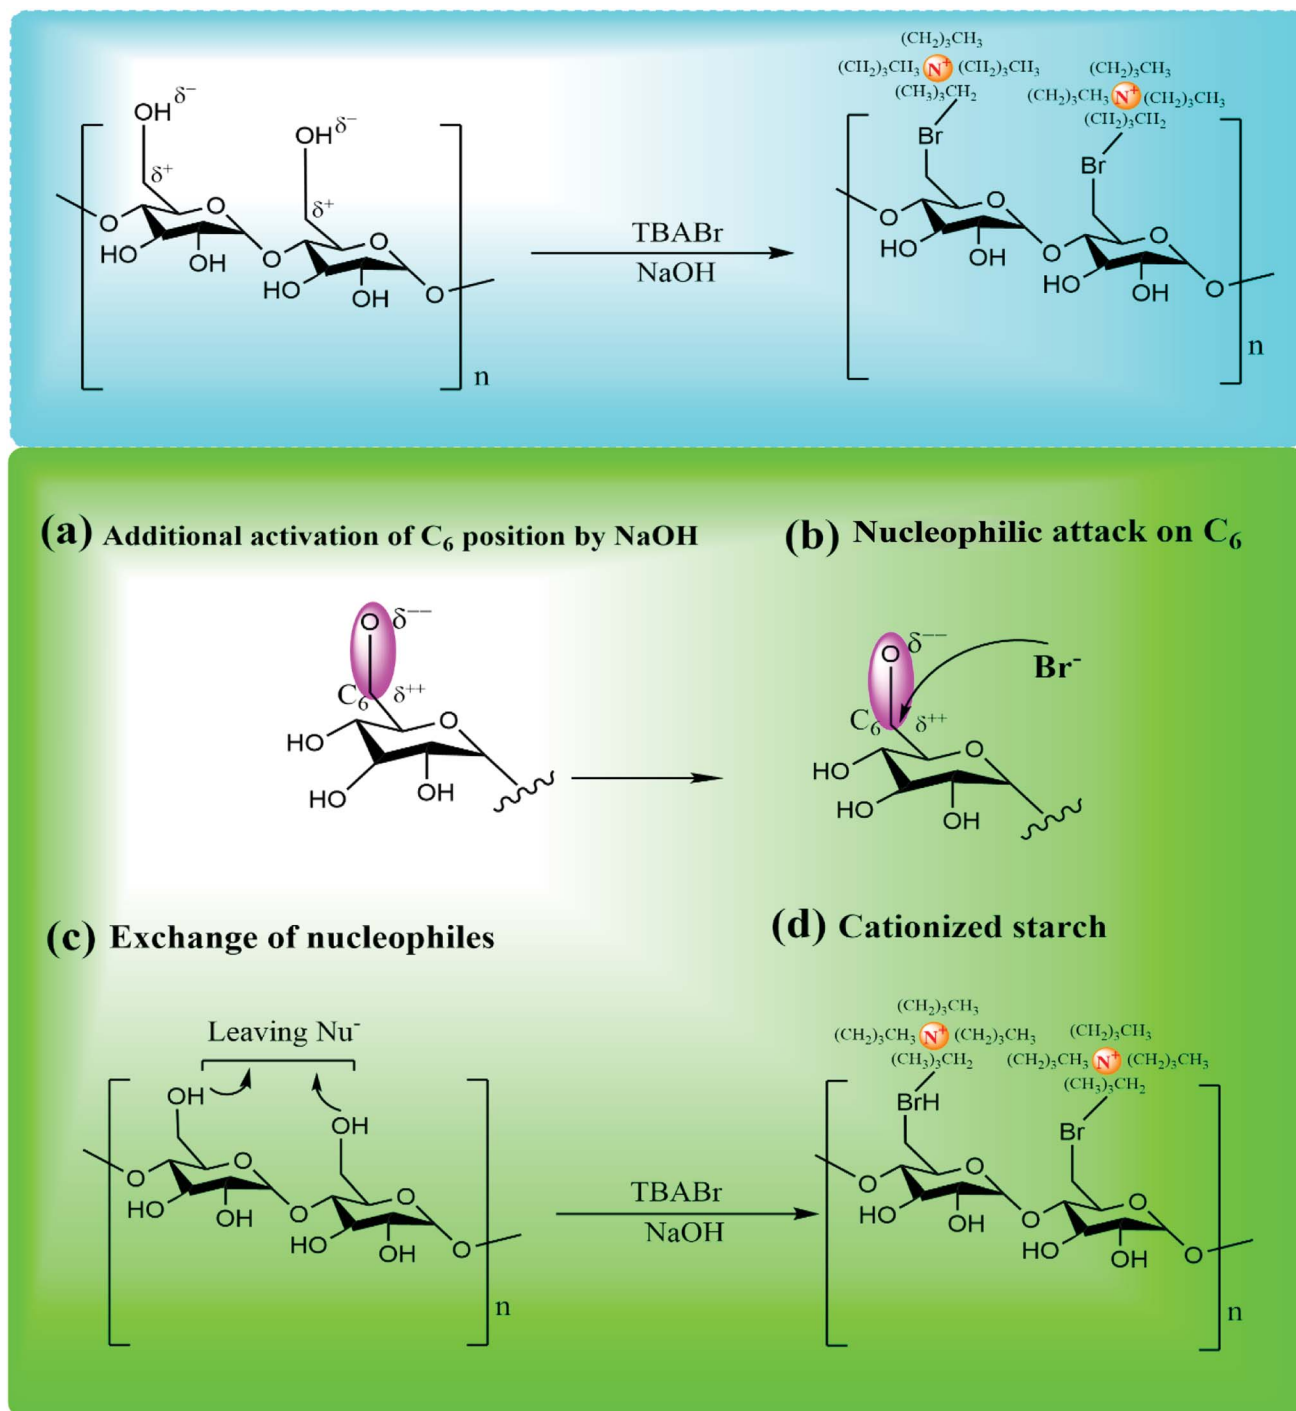 (CH₂)₃CH₃
(CH₂)₃CH₃ N⁺ (CH₂)₃CH₃
(CH₃)₃CH₂
(CH₂)₃CH₃
(CH₂)₃CH₃ N⁺ (CH₂)₃CH₃
(CH₂)₃CH₂
OH δ⁻
OH δ⁻
Br
Br
δ⁺
δ⁺
O
O
HO
OH
O
O
HO
OH
O
n
TBABr
NaOH
O
O
HO
OH
O
O
HO
OH
O
n
(a) Additional activation of C₆ position by NaOH
O δ⁻⁻
C₆ δ⁺⁺
O
HO
HO
OH
(b) Nucleophilic attack on C₆
O δ⁻⁻
Br⁻
C₆ δ⁺⁺
O
HO
HO
OH
(c) Exchange of nucleophiles
Leaving Nu⁻
OH
OH
O
O
HO
OH
O
O
HO
OH
O
n
TBABr
NaOH
(d) Cationized starch
(CH₂)₃CH₃
(CH₂)₃CH₃ N⁺ (CH₂)₃CH₃
(CH₃)₃CH₂
(CH₂)₃CH₃
(CH₂)₃CH₃ N⁺ (CH₂)₃CH₃
(CH₃)₃CH₂
BrH
Br
O
O
HO
OH
O
O
HO
OH
O
n